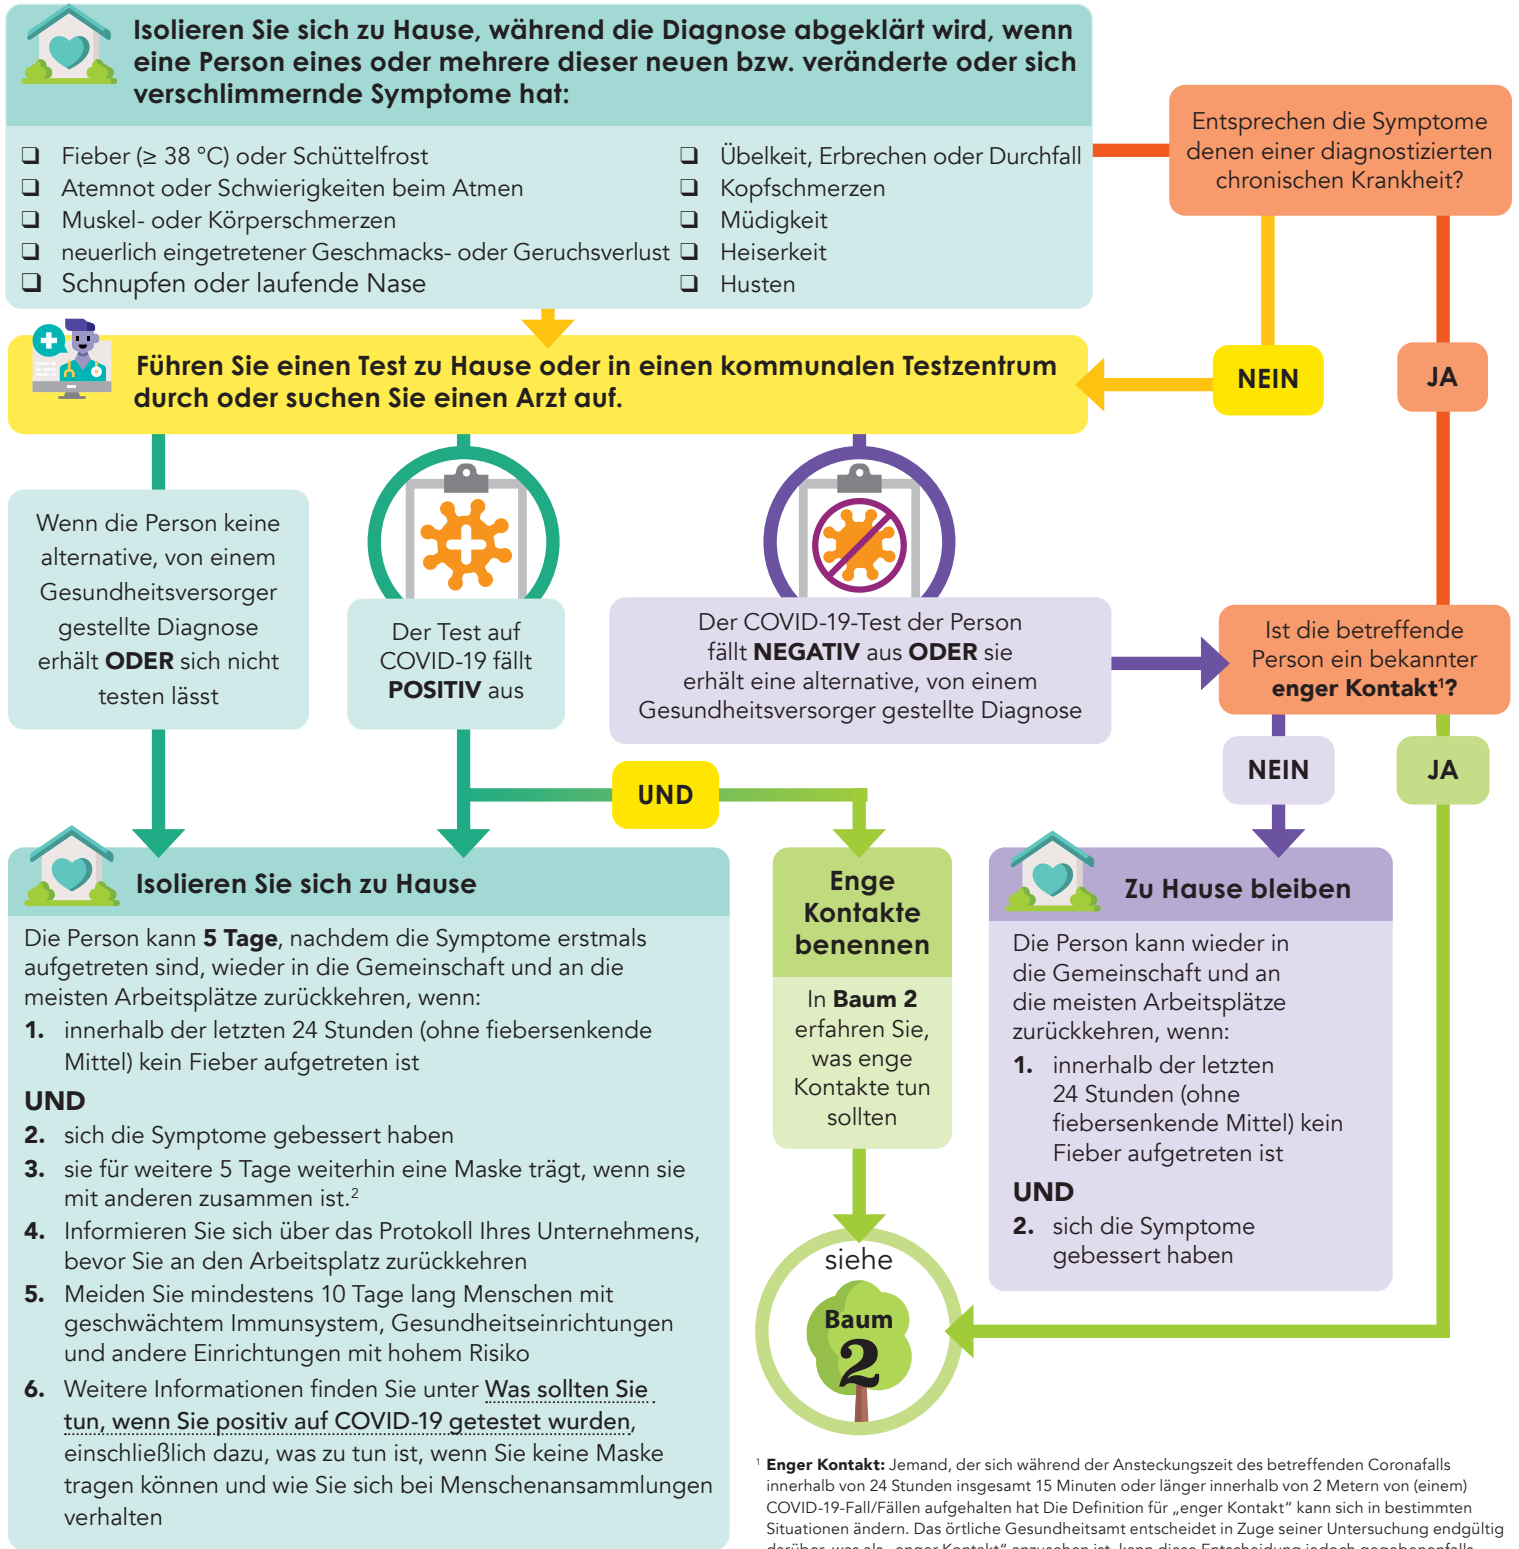 Isolieren Sie sich zu Hause, während die Diagnose abgeklärt wird, wenn
eine Person eines oder mehrere dieser neuen bzw. veränderte oder sich
verschlimmernde Symptome hat:
❑ Fieber (≥ 38 °C) oder Schüttelfrost
❑ Atemnot oder Schwierigkeiten beim Atmen
❑ Muskel- oder Körperschmerzen
❑ neuerlich eingetretener Geschmacks- oder Geruchsverlust
❑ Schnupfen oder laufende Nase
❑ Übelkeit, Erbrechen oder Durchfall
❑ Kopfschmerzen
❑ Müdigkeit
❑ Heiserkeit
❑ Husten
Entsprechen die Symptome
denen einer diagnostizierten
chronischen Krankheit?
NEIN
JA
Führen Sie einen Test zu Hause oder in einen kommunalen Testzentrum
durch oder suchen Sie einen Arzt auf.
Wenn die Person keine
alternative, von einem
Gesundheitsversorger
gestellte Diagnose
erhält ODER sich nicht
testen lässt
Der Test auf
COVID-19 fällt
POSITIV aus
Der COVID-19-Test der Person
fällt NEGATIV aus ODER sie
erhält eine alternative, von einem
Gesundheitsversorger gestellte Diagnose
Ist die betreffende
Person ein bekannter
enger Kontakt¹?
NEIN
JA
UND
Isolieren Sie sich zu Hause
Die Person kann 5 Tage, nachdem die Symptome erstmals
aufgetreten sind, wieder in die Gemeinschaft und an die
meisten Arbeitsplätze zurückkehren, wenn:
1. innerhalb der letzten 24 Stunden (ohne fiebersenkende
Mittel) kein Fieber aufgetreten ist
UND
2. sich die Symptome gebessert haben
3. sie für weitere 5 Tage weiterhin eine Maske trägt, wenn sie
mit anderen zusammen ist.²
4. Informieren Sie sich über das Protokoll Ihres Unternehmens,
bevor Sie an den Arbeitsplatz zurückkehren
5. Meiden Sie mindestens 10 Tage lang Menschen mit
geschwächtem Immunsystem, Gesundheitseinrichtungen
und andere Einrichtungen mit hohem Risiko
6. Weitere Informationen finden Sie unter Was sollten Sie
tun, wenn Sie positiv auf COVID-19 getestet wurden,
einschließlich dazu, was zu tun ist, wenn Sie keine Maske
tragen können und wie Sie sich bei Menschenansammlungen
verhalten
Enge
Kontakte
benennen
In Baum 2
erfahren Sie,
was enge
Kontakte tun
sollten
siehe
Baum
2
Zu Hause bleiben
Die Person kann wieder in
die Gemeinschaft und an
die meisten Arbeitsplätze
zurückkehren, wenn:
1. innerhalb der letzten
24 Stunden (ohne
fiebersenkende Mittel) kein
Fieber aufgetreten ist
UND
2. sich die Symptome
gebessert haben
¹ Enger Kontakt: Jemand, der sich während der Ansteckungszeit des betreffenden Coronafalls
innerhalb von 24 Stunden insgesamt 15 Minuten oder länger innerhalb von 2 Metern von (einem)
COVID-19-Fall/Fällen aufgehalten hat Die Definition für „enger Kontakt“ kann sich in bestimmten
Situationen ändern. Das örtliche Gesundheitsamt entscheidet in Zuge seiner Untersuchung endgültig
darüber, was als „enger Kontakt“ anzusehen ist, kann diese Entscheidung jedoch gegebenenfalls